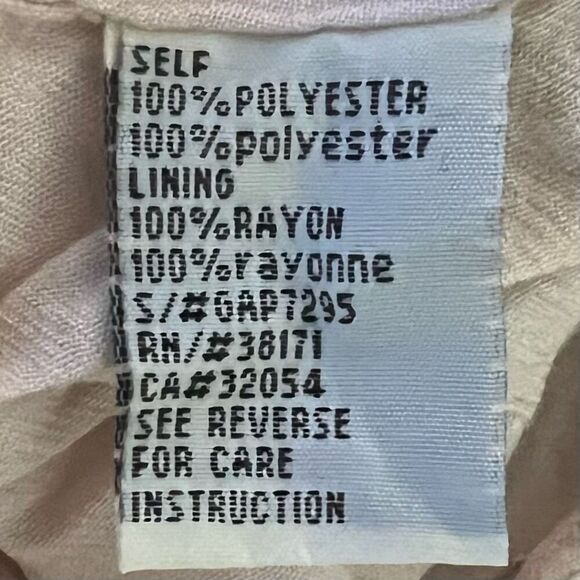 SELF
100%POLYESTER
100%polyester
LINING
100%RAYON
100%rayonne
S/#GAP7295
RN/#38171
CA#32054
SEE REVERSE
FOR CARE
INSTRUCTION